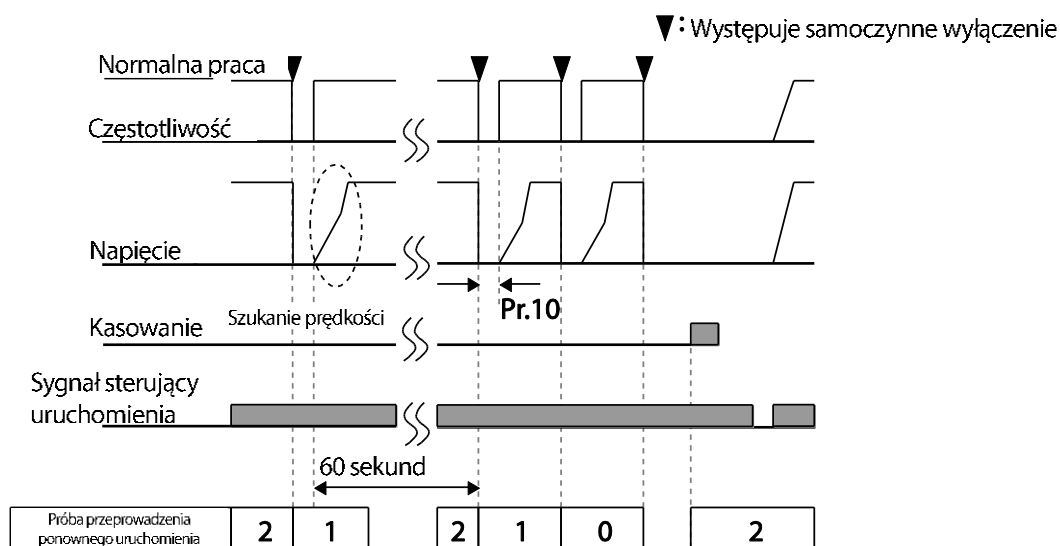 ▼: Występuje samoczynne wyłączenie
Normalna praca
Częstotliwość
Napięcie
Pr.10
Kasowanie
Szukanie prędkości
Sygnał sterujący
uruchomienia
60 sekund
Próba przeprowadzenia
ponownego uruchomienia
2 1 2 1 0 2